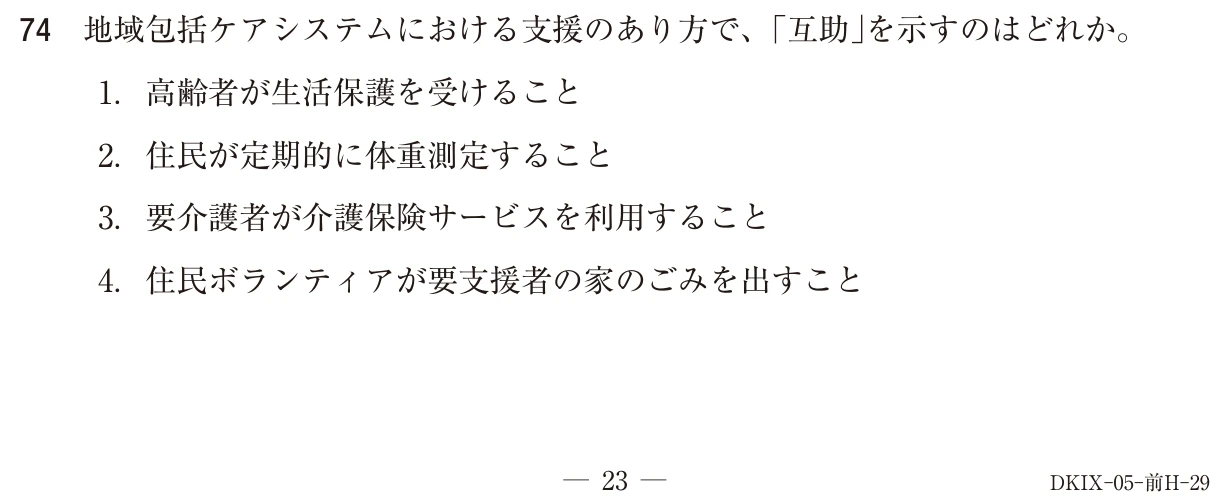 74 地域包括ケアシステムにおける支援のあり方で、「互助」を示すのはどれか。
1. 高齢者が生活保護を受けること
2. 住民が定期的に体重測定すること
3. 要介護者が介護保険サービスを利用すること
4. 住民ボランティアが要支援者の家のごみを出すこと
— 23 —
DKIX-05-前H-29